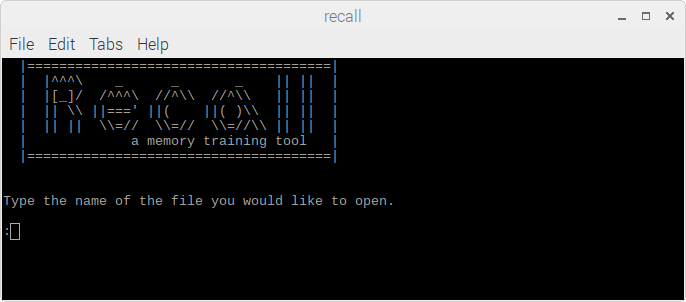 recall
File Edit Tabs Help
|======================================|
|  |^^^\    _      _       _    || ||  |
|  |[_]/  /^^^\  //^\\  //^\\   || ||  |
|  || \\ ||===' ||(    ||( )\\  || ||  |
|  || ||  \\=//  \\=//  \\=//\\ || ||  |
|             a memory training tool   |
|======================================|
Type the name of the file you would like to open.
: